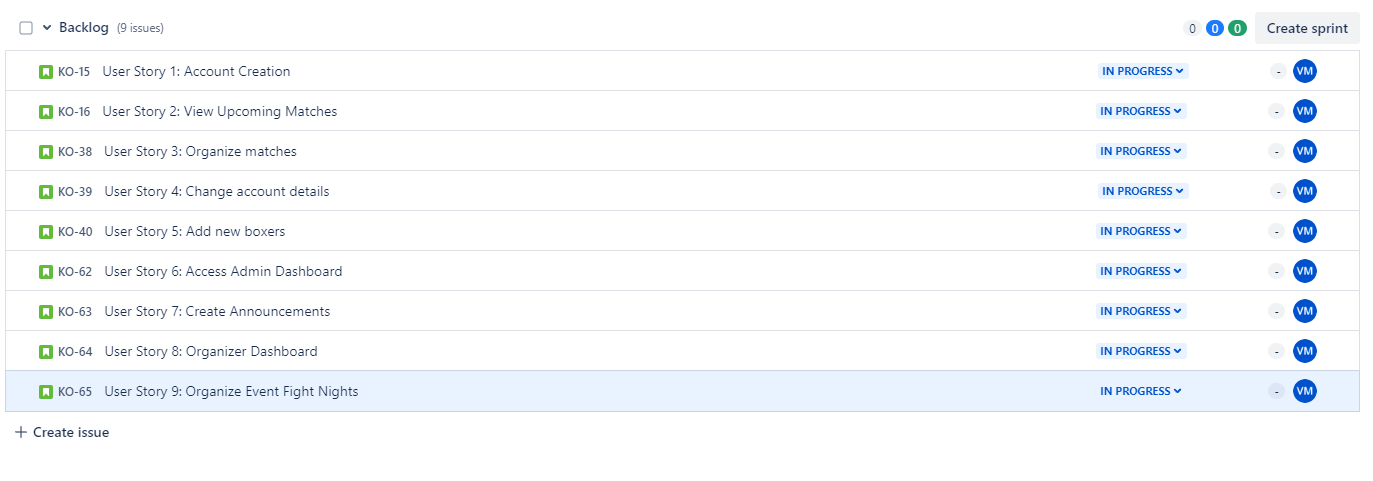 Backlog (9 issues) 0 0 0 Create sprint
KO-15 User Story 1: Account Creation IN PROGRESS - VM
KO-16 User Story 2: View Upcoming Matches IN PROGRESS - VM
KO-38 User Story 3: Organize matches IN PROGRESS - VM
KO-39 User Story 4: Change account details IN PROGRESS - VM
KO-40 User Story 5: Add new boxers IN PROGRESS - VM
KO-62 User Story 6: Access Admin Dashboard IN PROGRESS - VM
KO-63 User Story 7: Create Announcements IN PROGRESS - VM
KO-64 User Story 8: Organizer Dashboard IN PROGRESS - VM
KO-65 User Story 9: Organize Event Fight Nights IN PROGRESS - VM
+ Create issue